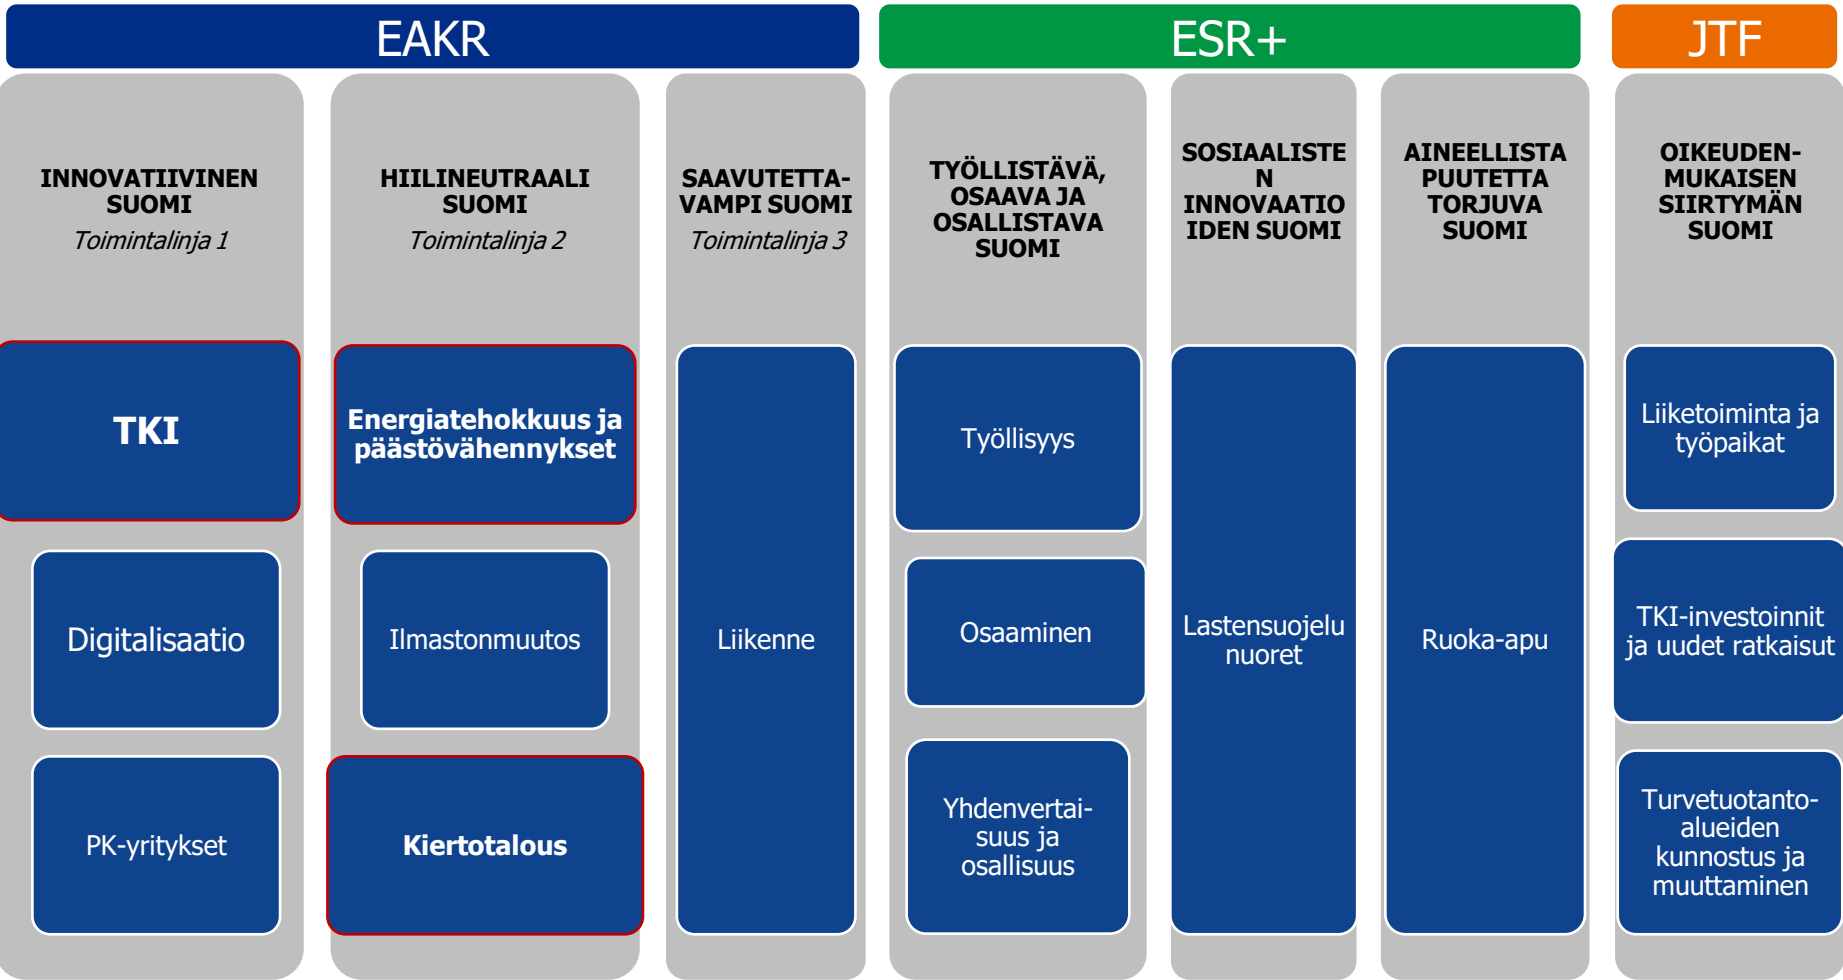 EAKR
ESR+
JTF
INNOVATIIVINEN
SUOMI
Toimintalinja 1
HIILINEUTRAALI
SUOMI
Toimintalinja 2
SAAVUTETTA-
VAMPI SUOMI
Toimintalinja 3
TYÖLLISTÄVÄ,
OSAAVA JA
OSALLISTAVA
SUOMI
SOSIAALISTE
N
INNOVAATIO
IDEN SUOMI
AINEELLISTA
PUUTETTA
TORJUVA
SUOMI
OIKEUDEN-
MUKAISEN
SIIRTYMÄN
SUOMI
TKI
Digitalisaatio
PK-yritykset
Energiatehokkuus ja
päästövähennykset
Ilmastonmuutos
Kiertotalous
Liikenne
Työllisyys
Osaaminen
Yhdenvertai-
suus ja
osallisuus
Lastensuojelu
nuoret
Ruoka-apu
Liiketoiminta ja
työpaikat
TKI-investoinnit
ja uudet ratkaisut
Turvetuotanto-
alueiden
kunnostus ja
muuttaminen